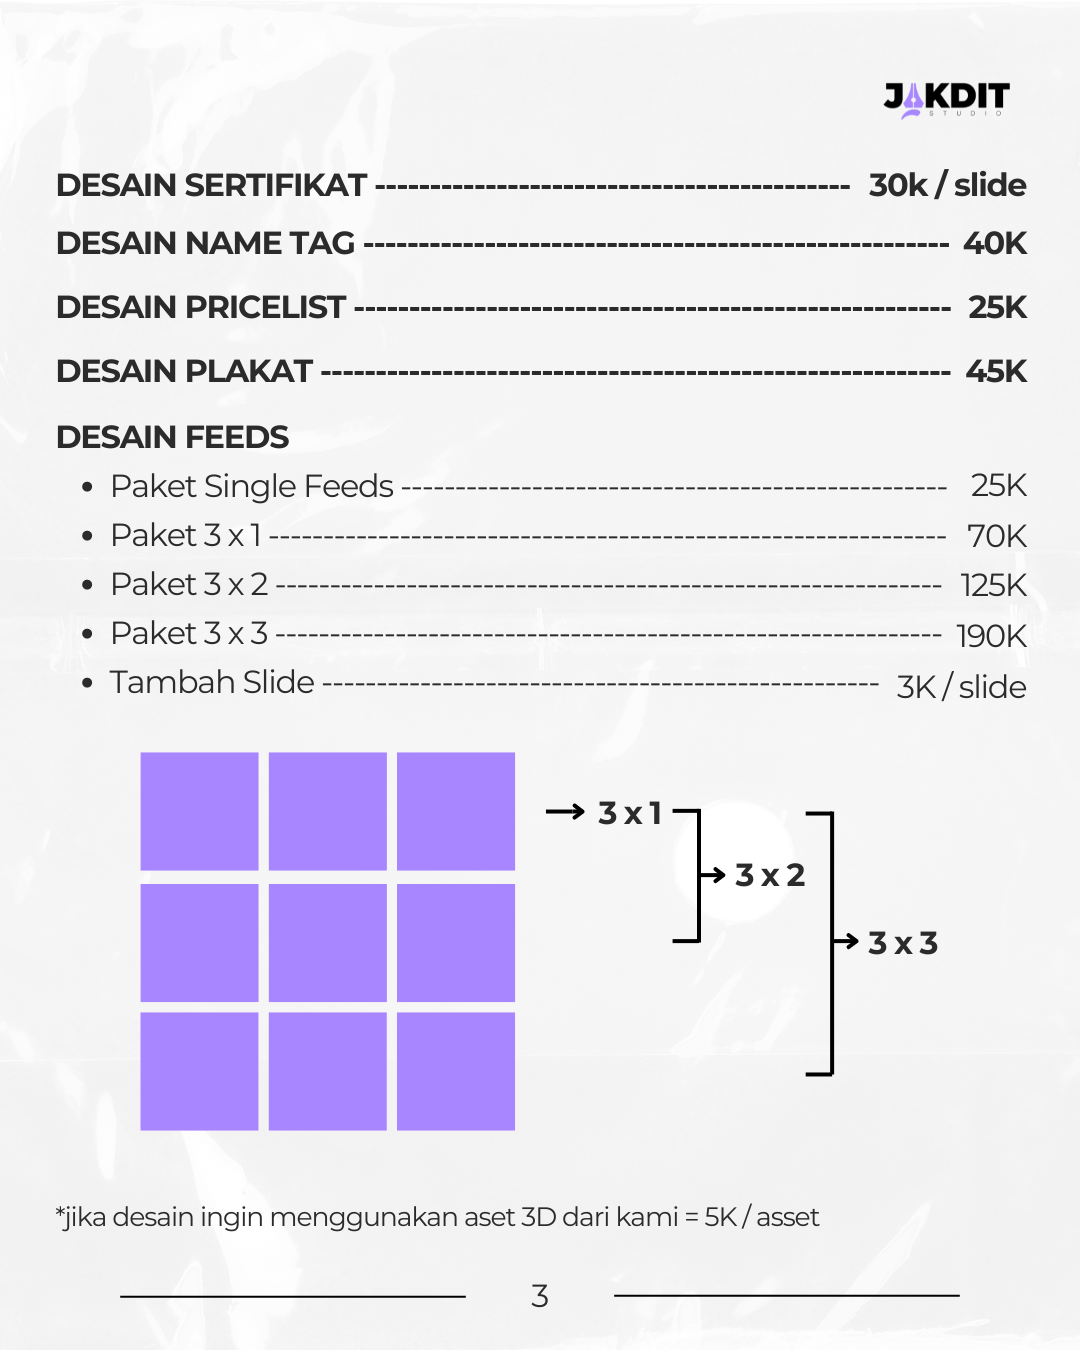 JAKDIT
STUDIO
DESAIN SERTIFIKAT ------------------------------------------- 30k / slide
DESAIN NAME TAG ----------------------------------------------------- 40K
DESAIN PRICELIST ------------------------------------------------------ 25K
DESAIN PLAKAT --------------------------------------------------------- 45K
DESAIN FEEDS
• Paket Single Feeds -------------------------------------------------- 25K
• Paket 3 x 1 -------------------------------------------------------------- 70K
• Paket 3 x 2 ------------------------------------------------------------- 125K
• Paket 3 x 3 ------------------------------------------------------------- 190K
• Tambah Slide --------------------------------------------------- 3K / slide
→ 3 x 1
→ 3 x 2
→ 3 x 3
*jika desain ingin menggunakan aset 3D dari kami = 5K / asset
3